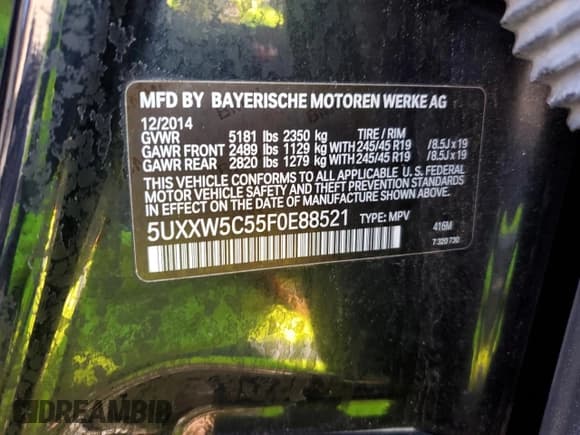 MFD BY BAYERISCHE MOTOREN WERKE AG
12/2014
GVWR 5181 lbs 2350 kg TIRE / RIM
GAWR FRONT 2489 lbs 1129 kg WITH 245/45 R19 /8.5J x 19
GAWR REAR 2820 lbs 1279 kg WITH 245/45 R19 /8.5J x 19
THIS VEHICLE CONFORMS TO ALL APPLICABLE U. S. FEDERAL
MOTOR VEHICLE SAFETY AND THEFT PREVENTION STANDARDS
IN EFFECT ON THE DATE OF MANUFACTURE SHOWN ABOVE.
5UXXW5C55F0E88521 TYPE: MPV 416M
7 320 730
DREAMBID